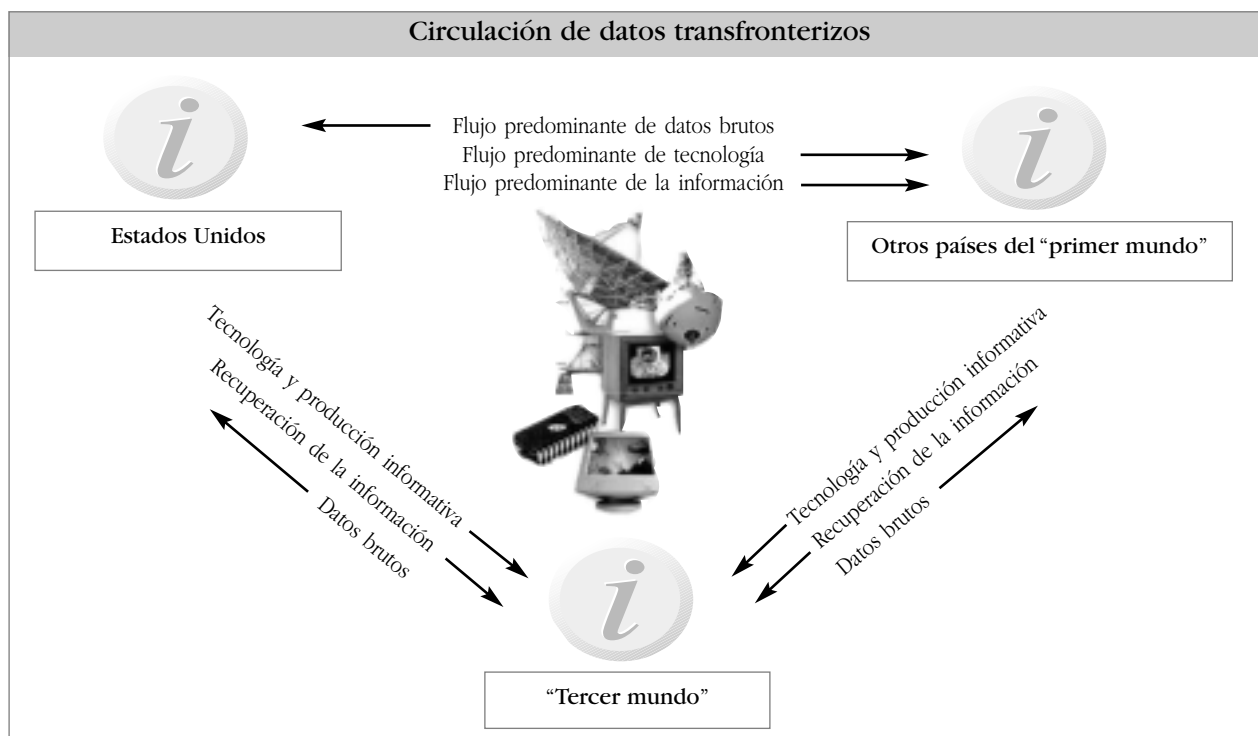 Circulación de datos transfronterizos
i
i
Flujo predominante de datos brutos
Flujo predominante de tecnología
Flujo predominante de la información
Estados Unidos
Otros países del “primer mundo”
Tecnología y producción informativa
Recuperación de la información
Datos brutos
Tecnología y producción informativa
Recuperación de la información
Datos brutos
i
“Tercer mundo”